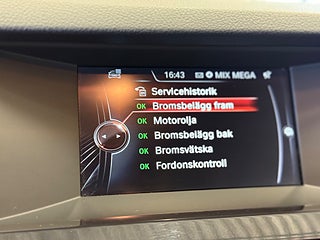 16:43 MIX MEGA
Servicehistorik
OK Bromsbelägg fram
OK Motorolja
OK Bromsbelägg bak
OK Bromsvätska
OK Fordonskontroll